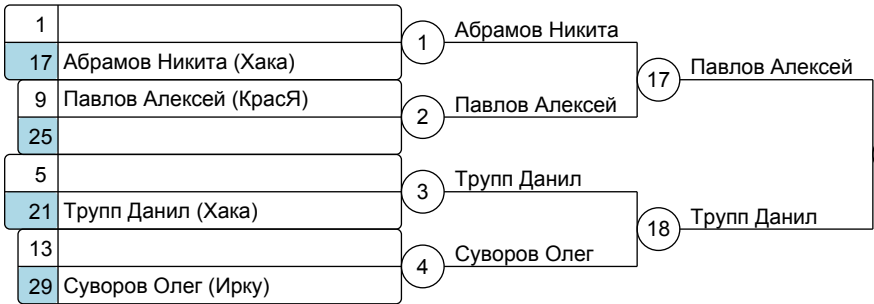 1
17 Абрамов Никита (Хака)
9 Павлов Алексей (КрасЯ)
25
5
21 Трупп Данил (Хака)
13
29 Суворов Олег (Ирку)
1 Абрамов Никита
2 Павлов Алексей
3 Трупп Данил
4 Суворов Олег
17 Павлов Алексей
18 Трупп Данил